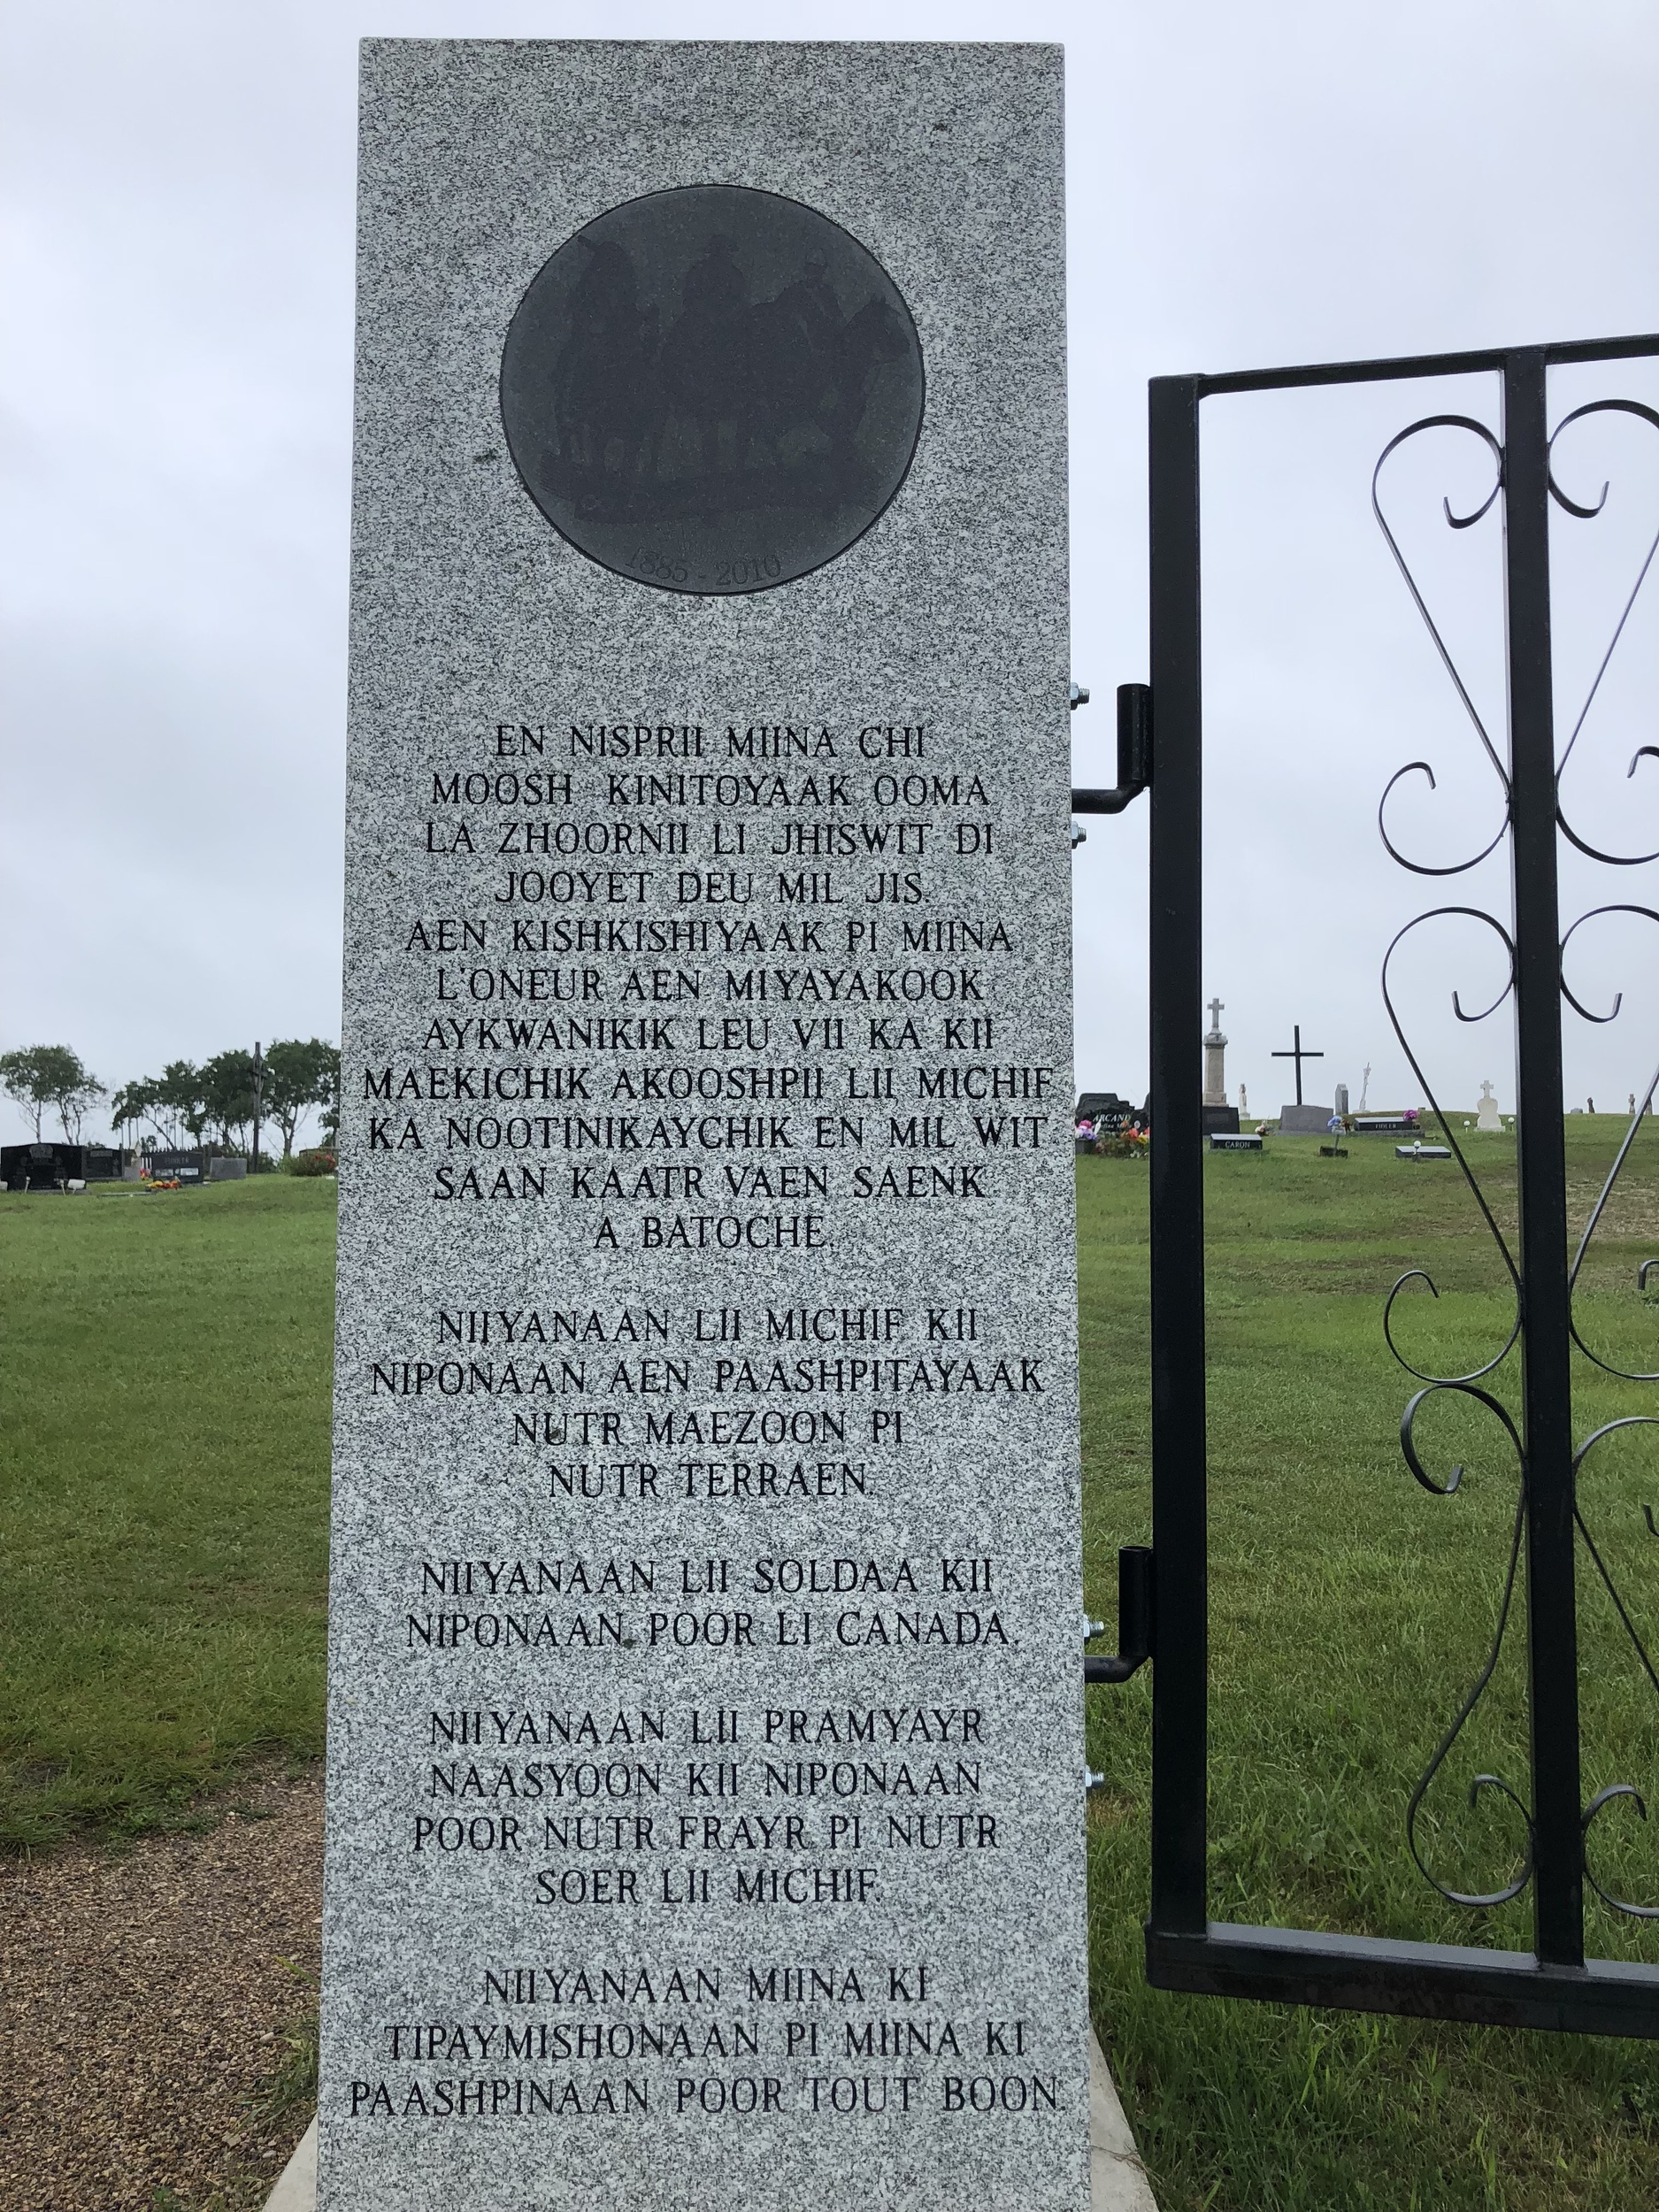 1885 - 2010
EN NISPRII MIINA CHI
MOOSH KINITOYAAK OOMA
LA ZHOORNII LI JHISWIT DI
JOOYET DEU MIL JIS.
AEN KISHKISHIYAAK PI MIINA
L'ONEUR AEN MIYAYAKOOK
AYKWANIKIK LEU VII KA KII
MAEKICHIK AKOOSHPII LII MICHIF
KA NOOTINIKAYCHIK EN MIL WIT
SAAN KAATR VAEN SAENK
A BATOCHE.
NIIYANAAN LII MICHIF KII
NIPONAAN AEN PAASHPITAYAAK
NUTR MAEZOON PI
NUTR TERRAEN.
NIIYANAAN LII SOLDAA KII
NIPONAAN POOR LI CANADA.
NIIYANAAN LII PRAMYAYR
NAASYOON KII NIPONAAN
POOR NUTR FRAYR PI NUTR
SOER LII MICHIF.
NIIYANAAN MIINA KI
TIPAYMISHONAAN PI MIINA KI
PAASHPINAAN POOR TOUT BOON.
ARCAND
CARON